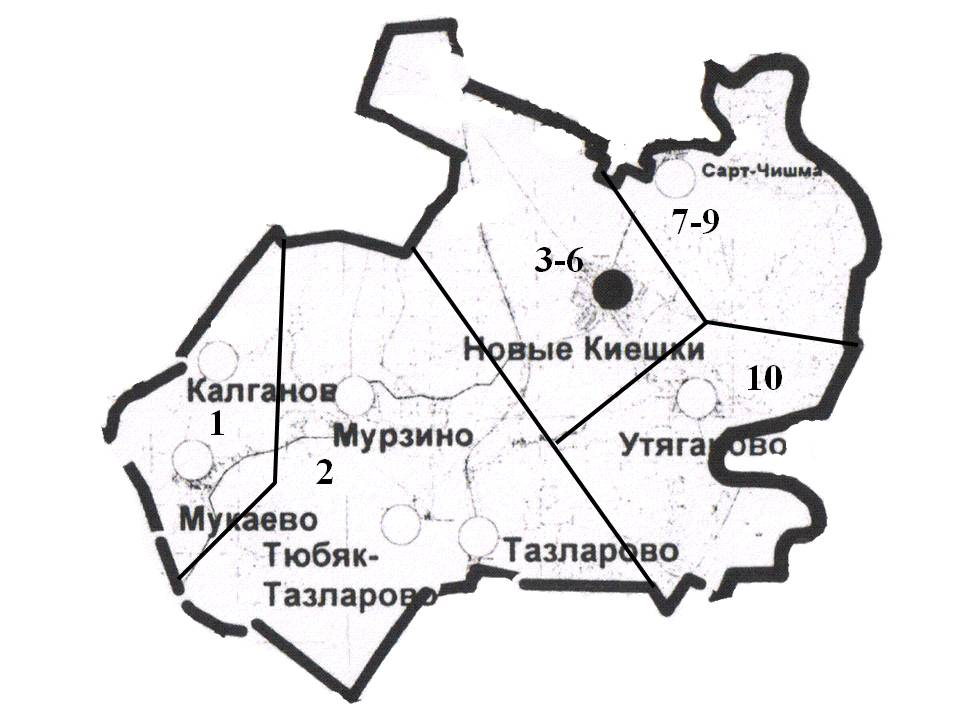 Сарт-Чишма
7-9
3-6
Новые Киешки
10
Калганов
1
Мурзино
Утяганово
2
Мукаево
Тюбяк-
Тазларово
Тазларово